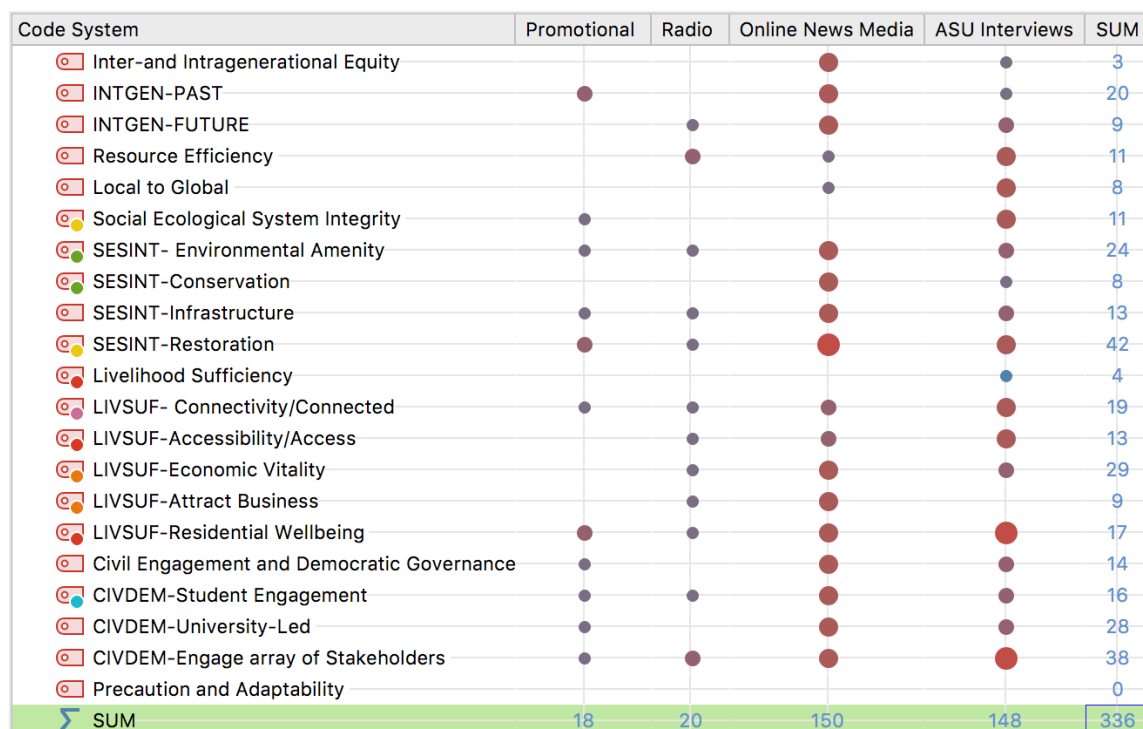 Code System Promotional Radio Online News Media ASU Interviews SUM
Inter-and Intragenerational Equity 3
INTGEN-PAST 20
INTGEN-FUTURE 9
Resource Efficiency 11
Local to Global 8
Social Ecological System Integrity 11
SESINT- Environmental Amenity 24
SESINT-Conservation 8
SESINT-Infrastructure 13
SESINT-Restoration 42
Livelihood Sufficiency 4
LIVSUF- Connectivity/Connected 19
LIVSUF-Accessibility/Access 13
LIVSUF-Economic Vitality 29
LIVSUF-Attract Business 9
LIVSUF-Residential Wellbeing 17
Civil Engagement and Democratic Governance 14
CIVDEM-Student Engagement 16
CIVDEM-University-Led 28
CIVDEM-Engage array of Stakeholders 38
Precaution and Adaptability 0
Σ SUM 18 20 150 148 336